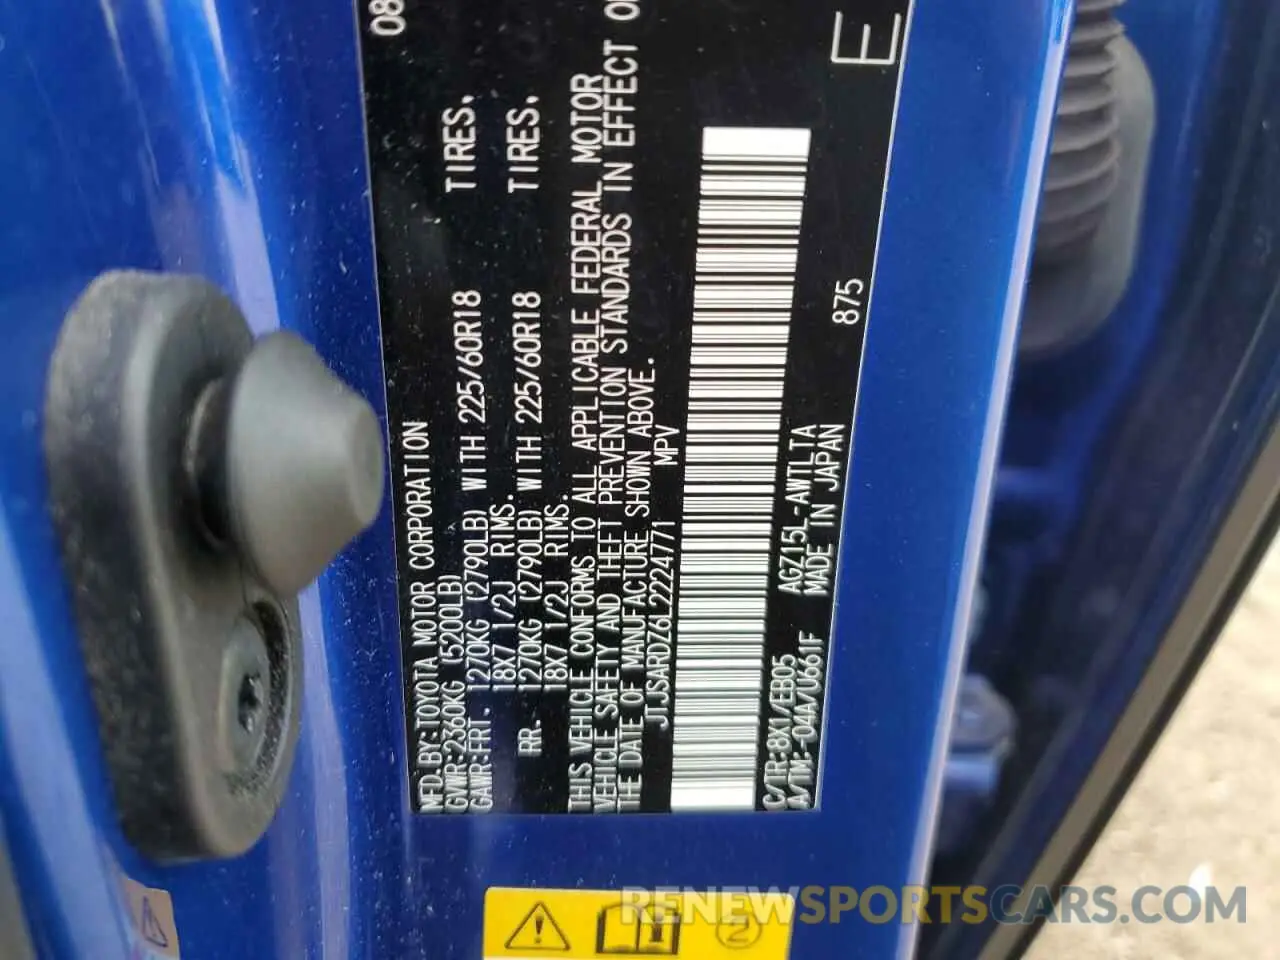 08
MFD.BY:TOYOTA MOTOR CORPORATION
GVWR:2360KG (5200LB)
GAWR:FRT. 1270KG (2790LB) WITH 225/60R18 TIRES.
18X7 1/2J RIMS.
RR. 1270KG (2790LB) WITH 225/60R18 TIRES.
18X7 1/2J RIMS.
THIS VEHICLE CONFORMS TO ALL APPLICABLE FEDERAL MOTOR
VEHICLE SAFETY AND THEFT PREVENTION STANDARDS IN EFFECT O
THE DATE OF MANUFACTURE SHOWN ABOVE.
JTJSARDZ6L2224771 MPV
C/TR:8X1/EB05 AGZ15L-AWTLTA 875
A/TM:-04A/U661F MADE IN JAPAN
E
2
RENEWSPORTSCARS.COM